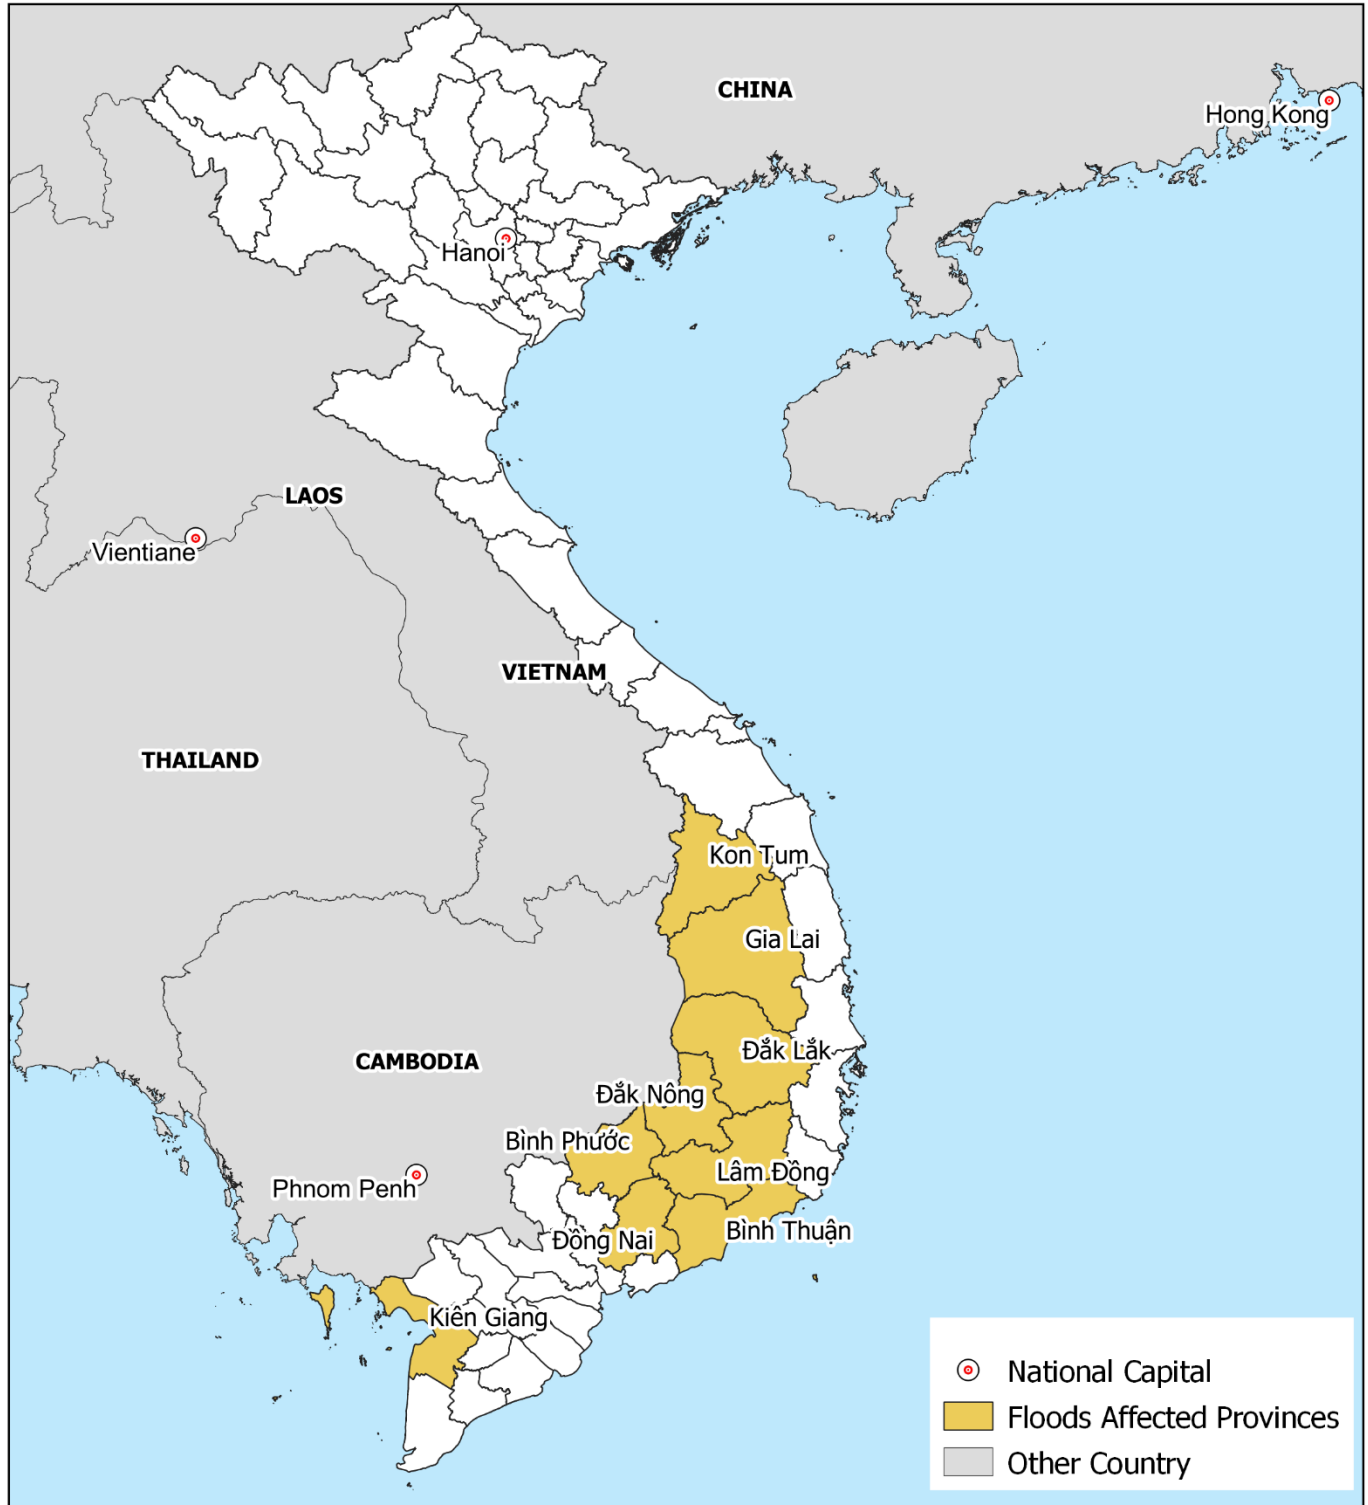 CHINA
Hong Kong
Hanoi
LAOS
Vientiane
VIETNAM
THAILAND
Kon Tum
Gia Lai
Đắk Lắk
CAMBODIA
Đắk Nông
Bình Phước
Lâm Đồng
Phnom Penh
Bình Thuận
Đồng Nai
Kiên Giang
National Capital
Floods Affected Provinces
Other Country